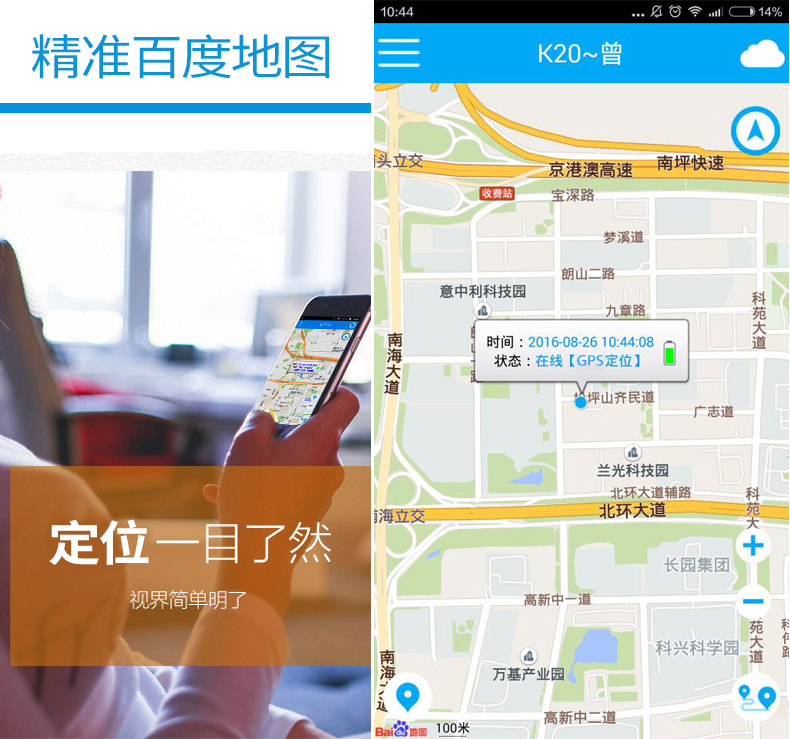 精准百度地图
定位一目了然
视界简单明了
10:44
14%
K20~曾
京港澳高速
南坪快速
头立交
收费站
宝深路
梦溪道
朗山二路
意中利科技园
九章路
科苑大道
时间：2016-08-26 10:44:08
状态：在线【GPS定位】
南海大道
坪山齐民道
广志道
兰光科技园
北环大道辅路
科苑大
南海立交
北环大道
长园集团
高新中一道
苑大道
科兴科学园
万基产业园
南海大
高新中二道
Bai du 地图
100米